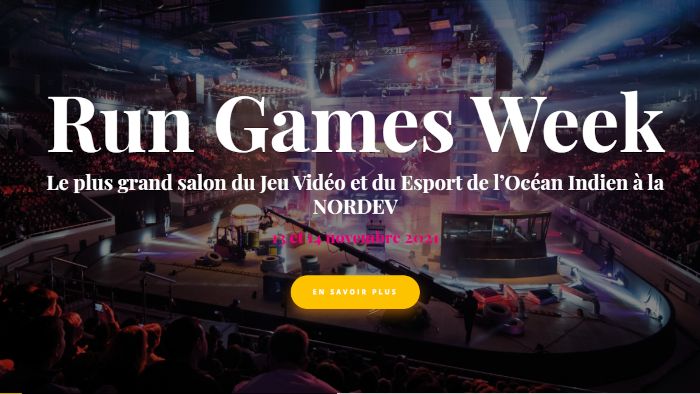 Run Games Week
Le plus grand salon du Jeu Vidéo et du Esport de l'Océan Indien à la
NORDEV
13 et 14 novembre 2021
EN SAVOIR PLUS